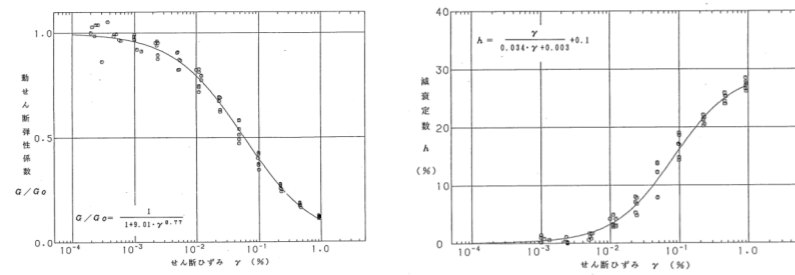 1.0
0.5
0.0
動せん断弾性係数
G/G₀
G/G₀= 1
1+9.01・γ^0.77
10⁻⁴ 10⁻³ 10⁻² 10⁻¹ 1.0
せん断ひずみ γ (%)
40
30
20
10
0
減衰定数
h
(%)
h= γ
0.034・γ+0.003 +0.1
10⁻⁴ 10⁻³ 10⁻² 10⁻¹ 1.0
せん断ひずみ γ (%)